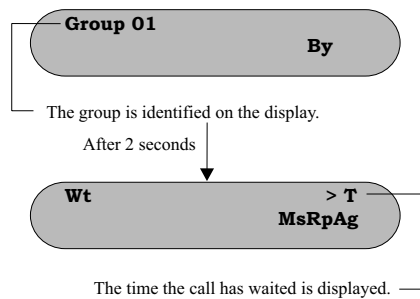 Group 01
By
The group is identified on the display.
After 2 seconds
Wt > T
MsRpAg
The time the call has waited is displayed.